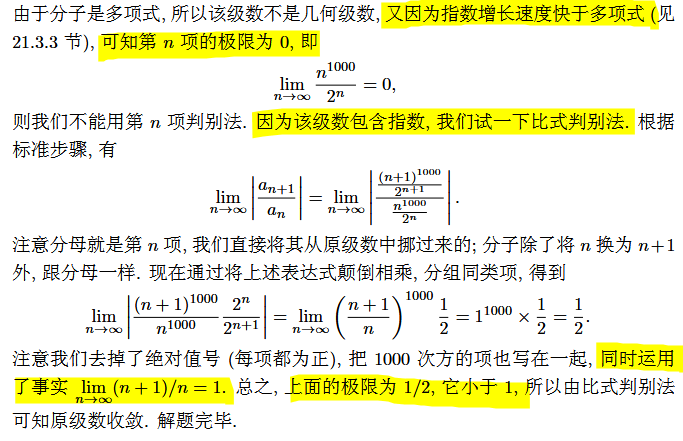 由于分子是多项式, 所以该级数不是几何级数, 又因为指数增长速度快于多项式 (见
21.3.3 节), 可知第 n 项的极限为 0, 即
\lim_{n\to\infty} \frac{n^{1000}}{2^n} = 0,
则我们不能用第 n 项判别法. 因为该级数包含指数, 我们试一下比式判别法. 根据
标准步骤, 有
\lim_{n\to\infty} \left| \frac{a_{n+1}}{a_n} \right| = \lim_{n\to\infty} \left| \frac{\frac{(n+1)^{1000}}{2^{n+1}}}{\frac{n^{1000}}{2^n}} \right| .
注意分母就是第 n 项, 我们直接将其从原级数中挪过来的; 分子除了将 n 换为 n+1
外, 跟分母一样. 现在通过将上述表达式颠倒相乘, 分组同类项, 得到
\lim_{n\to\infty} \left| \frac{(n+1)^{1000}}{n^{1000}} \frac{2^n}{2^{n+1}} \right| = \lim_{n\to\infty} \left( \frac{n+1}{n} \right)^{1000} \frac{1}{2} = 1^{1000} \times \frac{1}{2} = \frac{1}{2}.
注意我们去掉了绝对值号 (每项都为正), 把 1000 次方的项也写在一起, 同时运用
了事实 \lim_{n\to\infty} (n+1)/n = 1. 总之, 上面的极限为 1/2, 它小于 1, 所以由比式判别法
可知原级数收敛. 解题完毕.